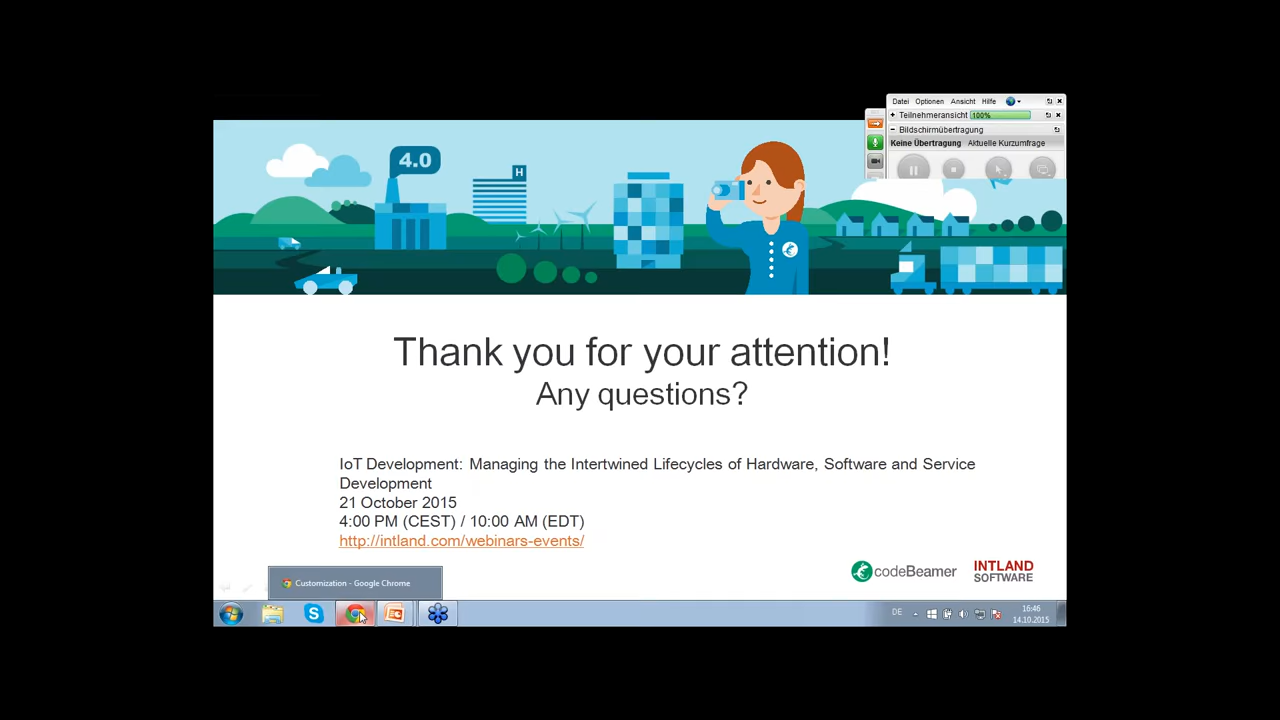 Datei Optionen Ansicht Hilfe
Teilnehmeransicht 100%
Bildschirmübertragung
Keine Übertragung Aktuelle Kurzumfrage
4.0
H
Thank you for your attention!
Any questions?
IoT Development: Managing the Intertwined Lifecycles of Hardware, Software and Service
Development
21 October 2015
4:00 PM (CEST) / 10:00 AM (EDT)
http://intland.com/webinars-events/
codeBeamer
INTLAND
SOFTWARE
Customization - Google Chrome
DE
16:46
14.10.2015